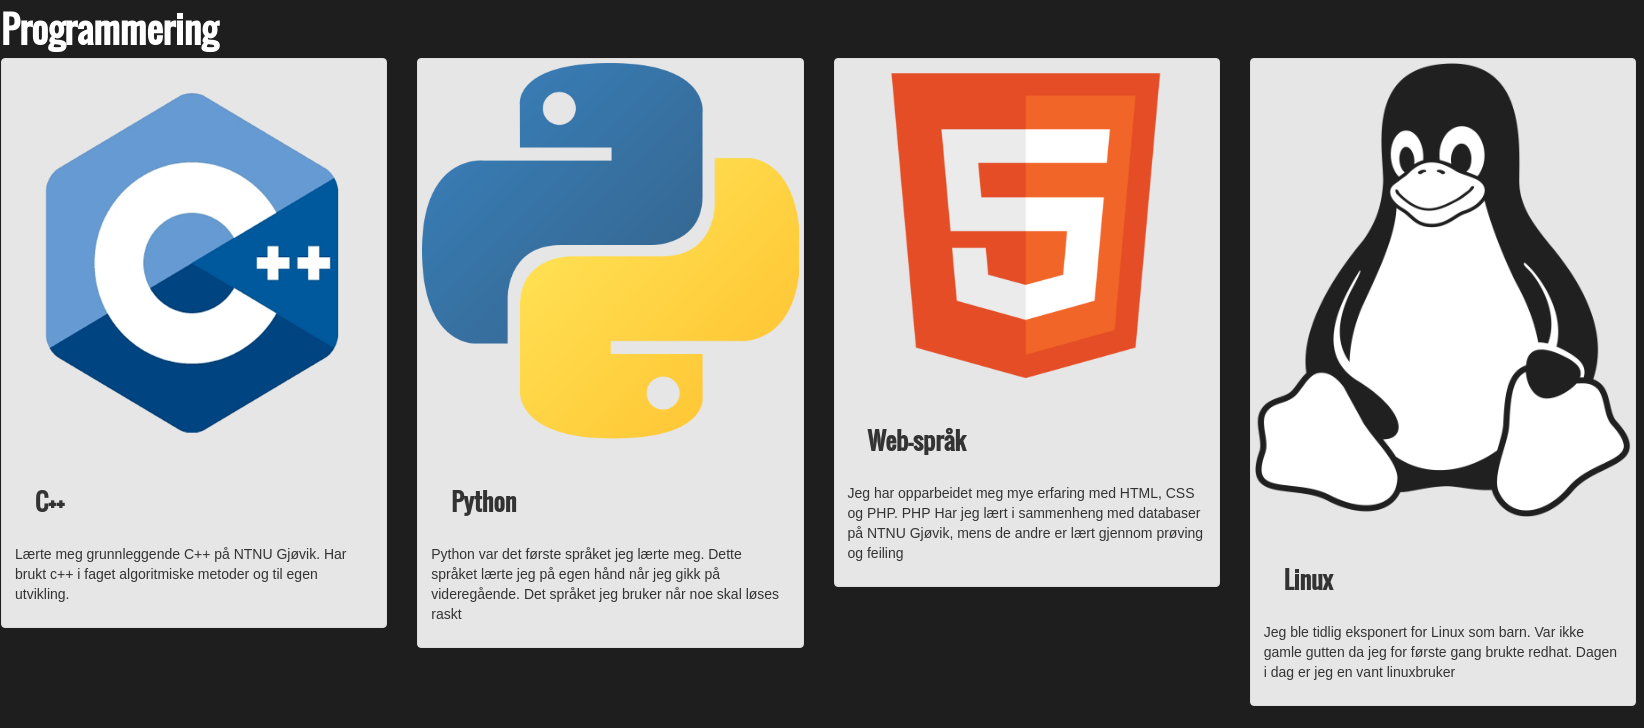 Programmering
C++
C++
Lærte meg grunnleggende C++ på NTNU Gjøvik. Har
brukt c++ i faget algoritmiske metoder og til egen
utvikling.
Python
Python var det første språket jeg lærte meg. Dette
språket lærte jeg på egen hånd når jeg gikk på
videregående. Det språket jeg bruker når noe skal løses
raskt
5
Web-språk
Jeg har opparbeidet meg mye erfaring med HTML, CSS
og PHP. PHP Har jeg lært i sammenheng med databaser
på NTNU Gjøvik, mens de andre er lært gjennom prøving
og feiling
Linux
Jeg ble tidlig eksponert for Linux som barn. Var ikke
gamle gutten da jeg for første gang brukte redhat. Dagen
i dag er jeg en vant linuxbruker